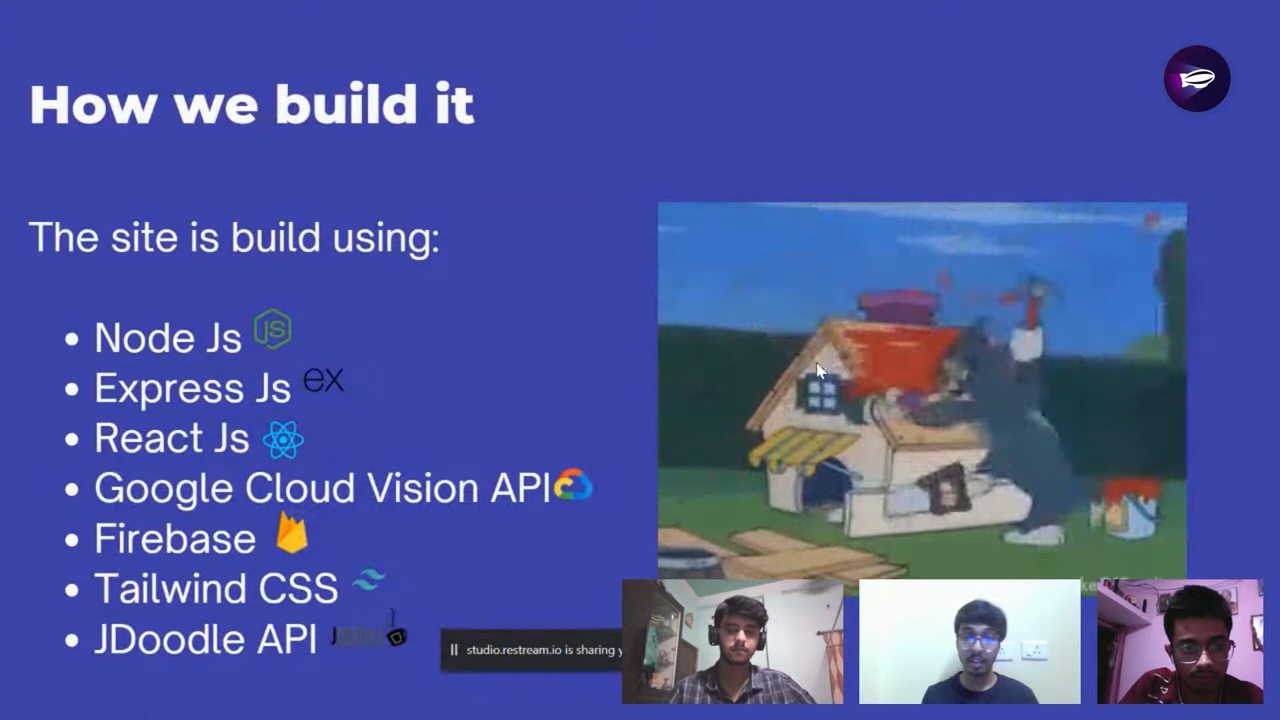 How we build it
The site is build using:
Node Js
Express Js ex
React Js
Google Cloud Vision API
Firebase
Tailwind CSS
JDoodle API
studio.restream.io is sharing